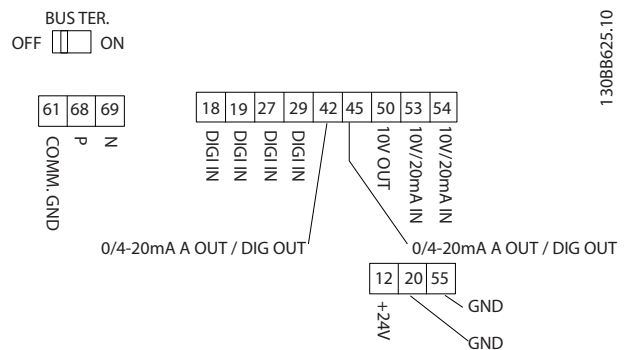 BUS TER.
OFF ON
130BB625.10
61 68 69
COMM. GND
P
N
18 19 27 29 42 45 50 53 54
DIGI IN
DIGI IN
DIGI IN
DIGI IN
10V OUT
10V/20mA IN
10V/20mA IN
0/4-20mA A OUT / DIG OUT
0/4-20mA A OUT / DIG OUT
12 20 55
+24V
GND
GND